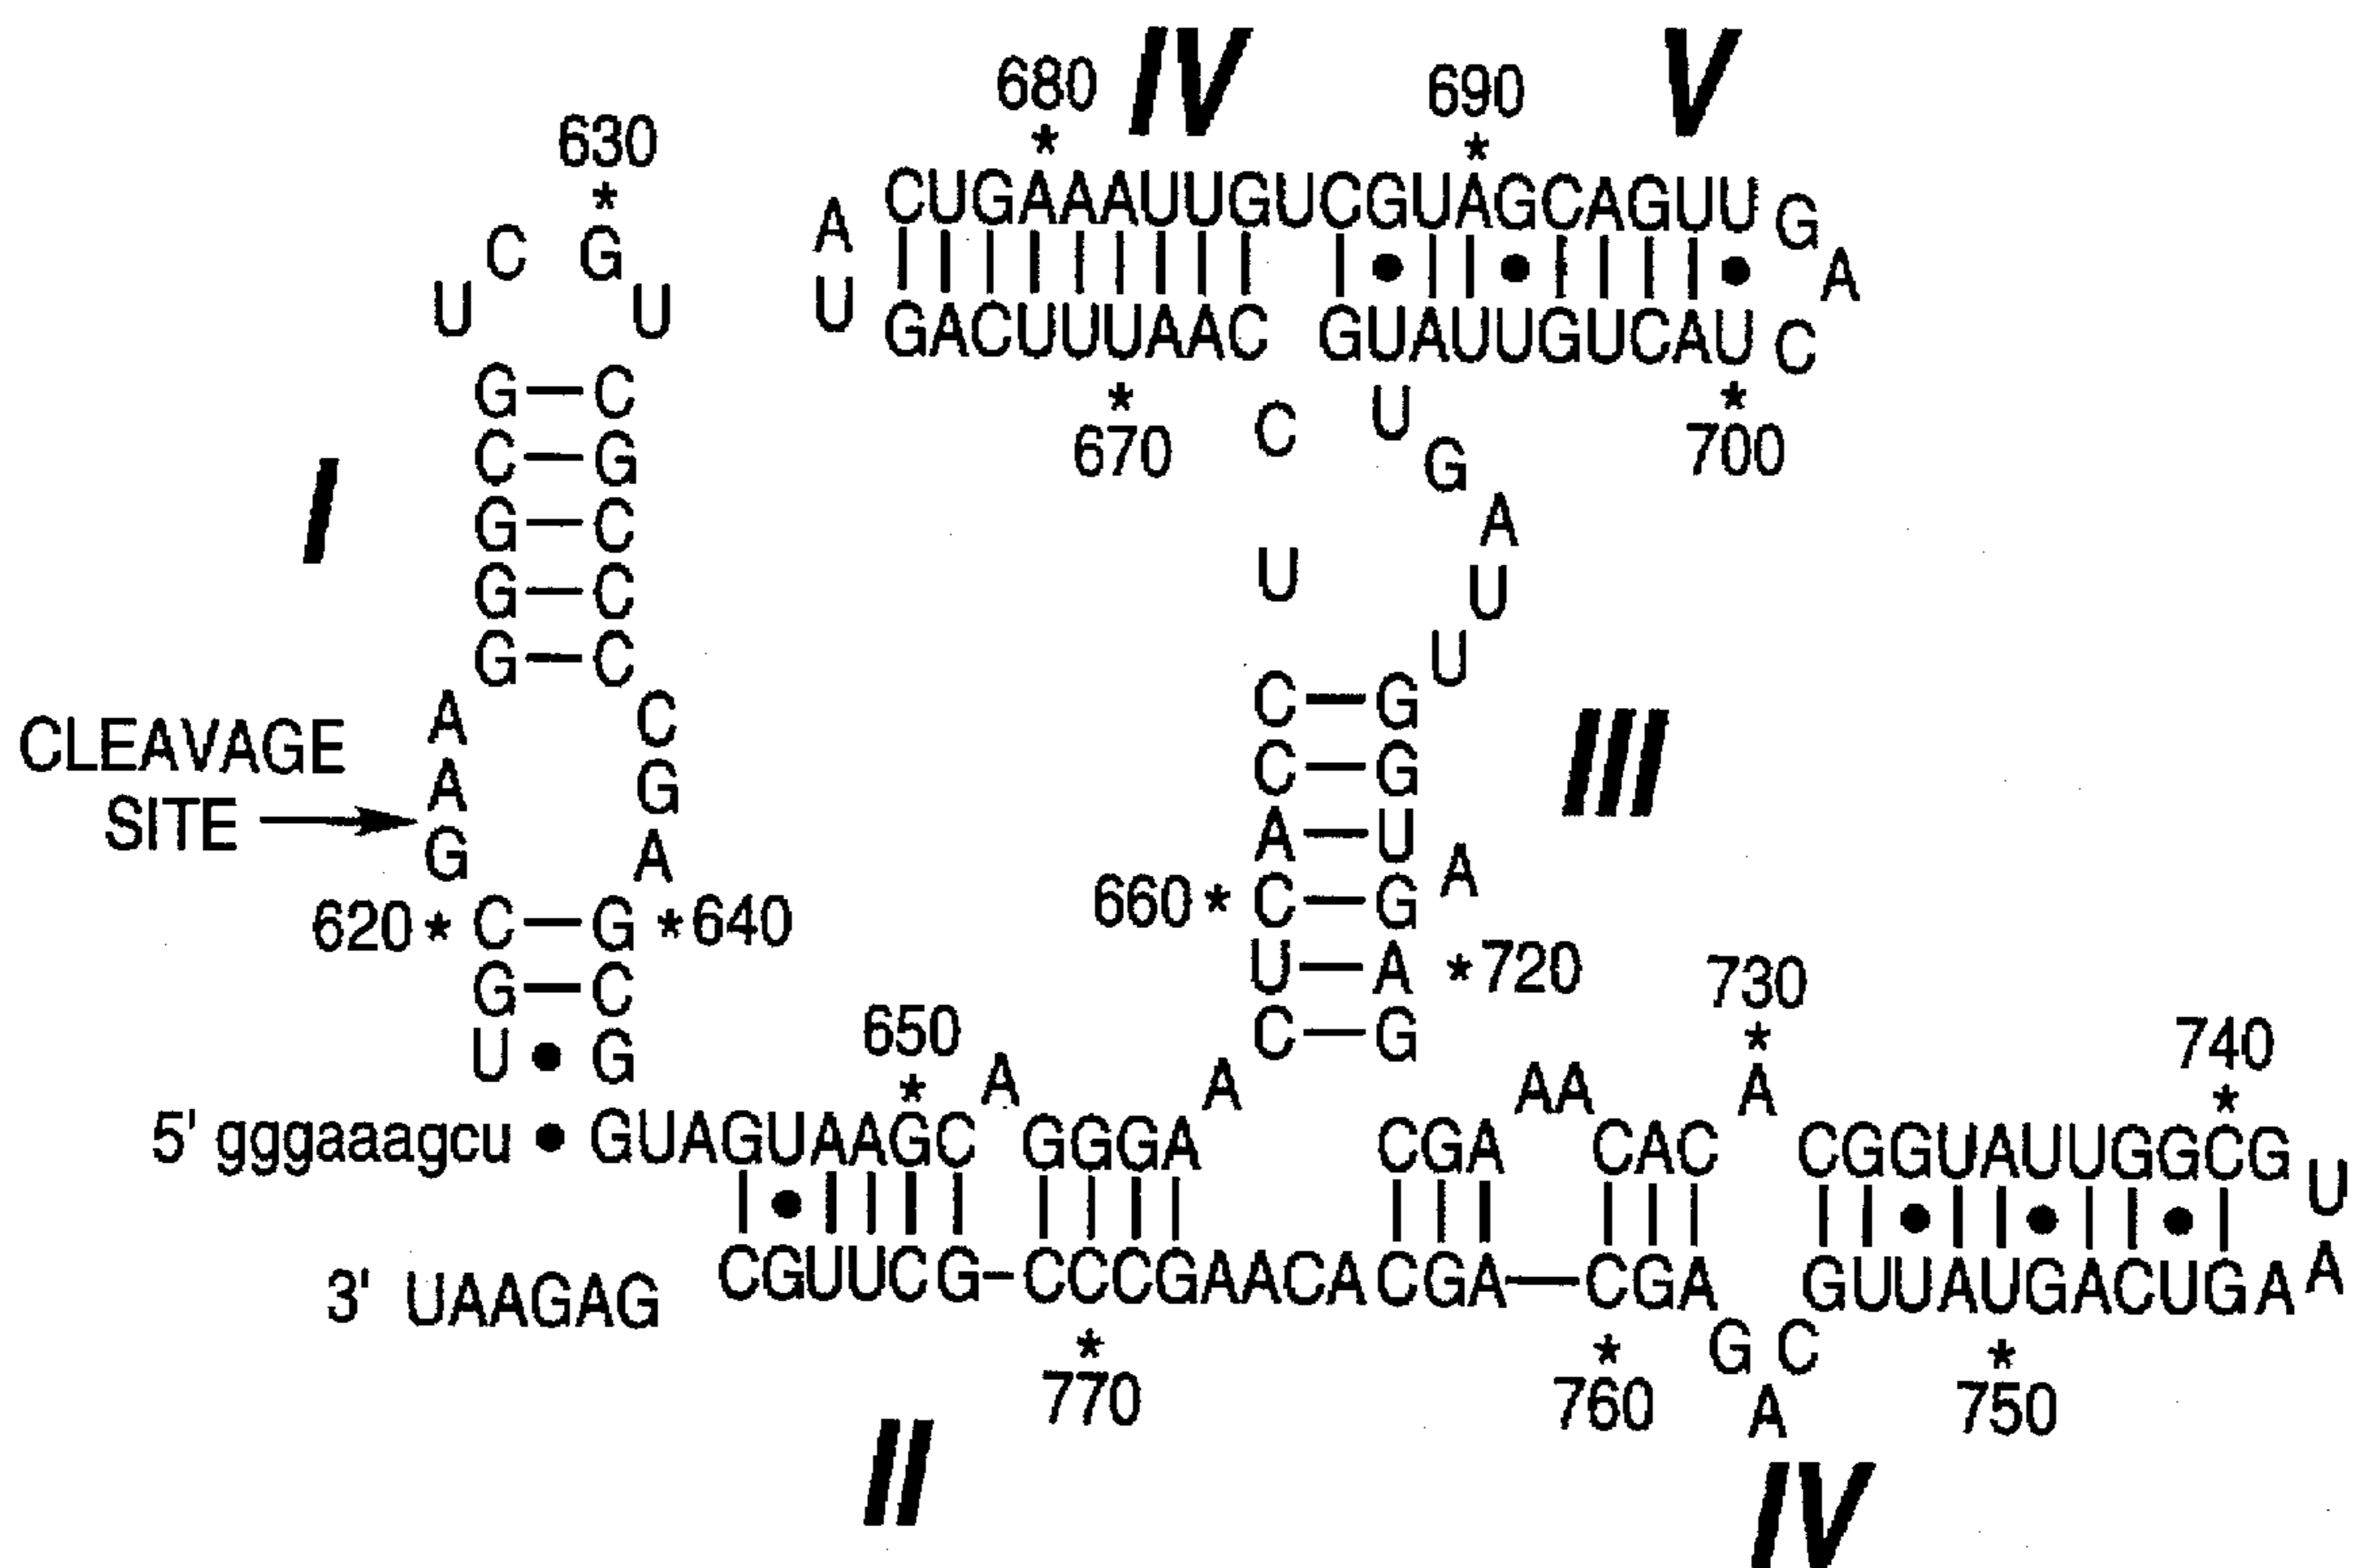 680 IV 690 V
630
* *
*
CUGAAAUUGUCGUAGCAGUU G
A
C G
A
U U
U GACUUUAAC GUAUUGUCAU C
* *
670 700
G C
C G
G C
G C
G C
I
C U
G
A
U
U
U
A C
CLEAVAGE
A G
SITE
G A
C G
C G
A U
C G
U A
C G
III
A
660 *
* 720
620 * C G * 640
G C
U G
650
*
A
A
730
*
A
AA
740
*
5' gggaaagcu GUAGUAAGC GGGA CGA CAC CGGUAUUGGCG U
A
3' UAAGAG CGUUCG-CCCGAACACGA—CGA GUUAUGACUGAA
G C
A
*
770
*
760
*
750
II
IV